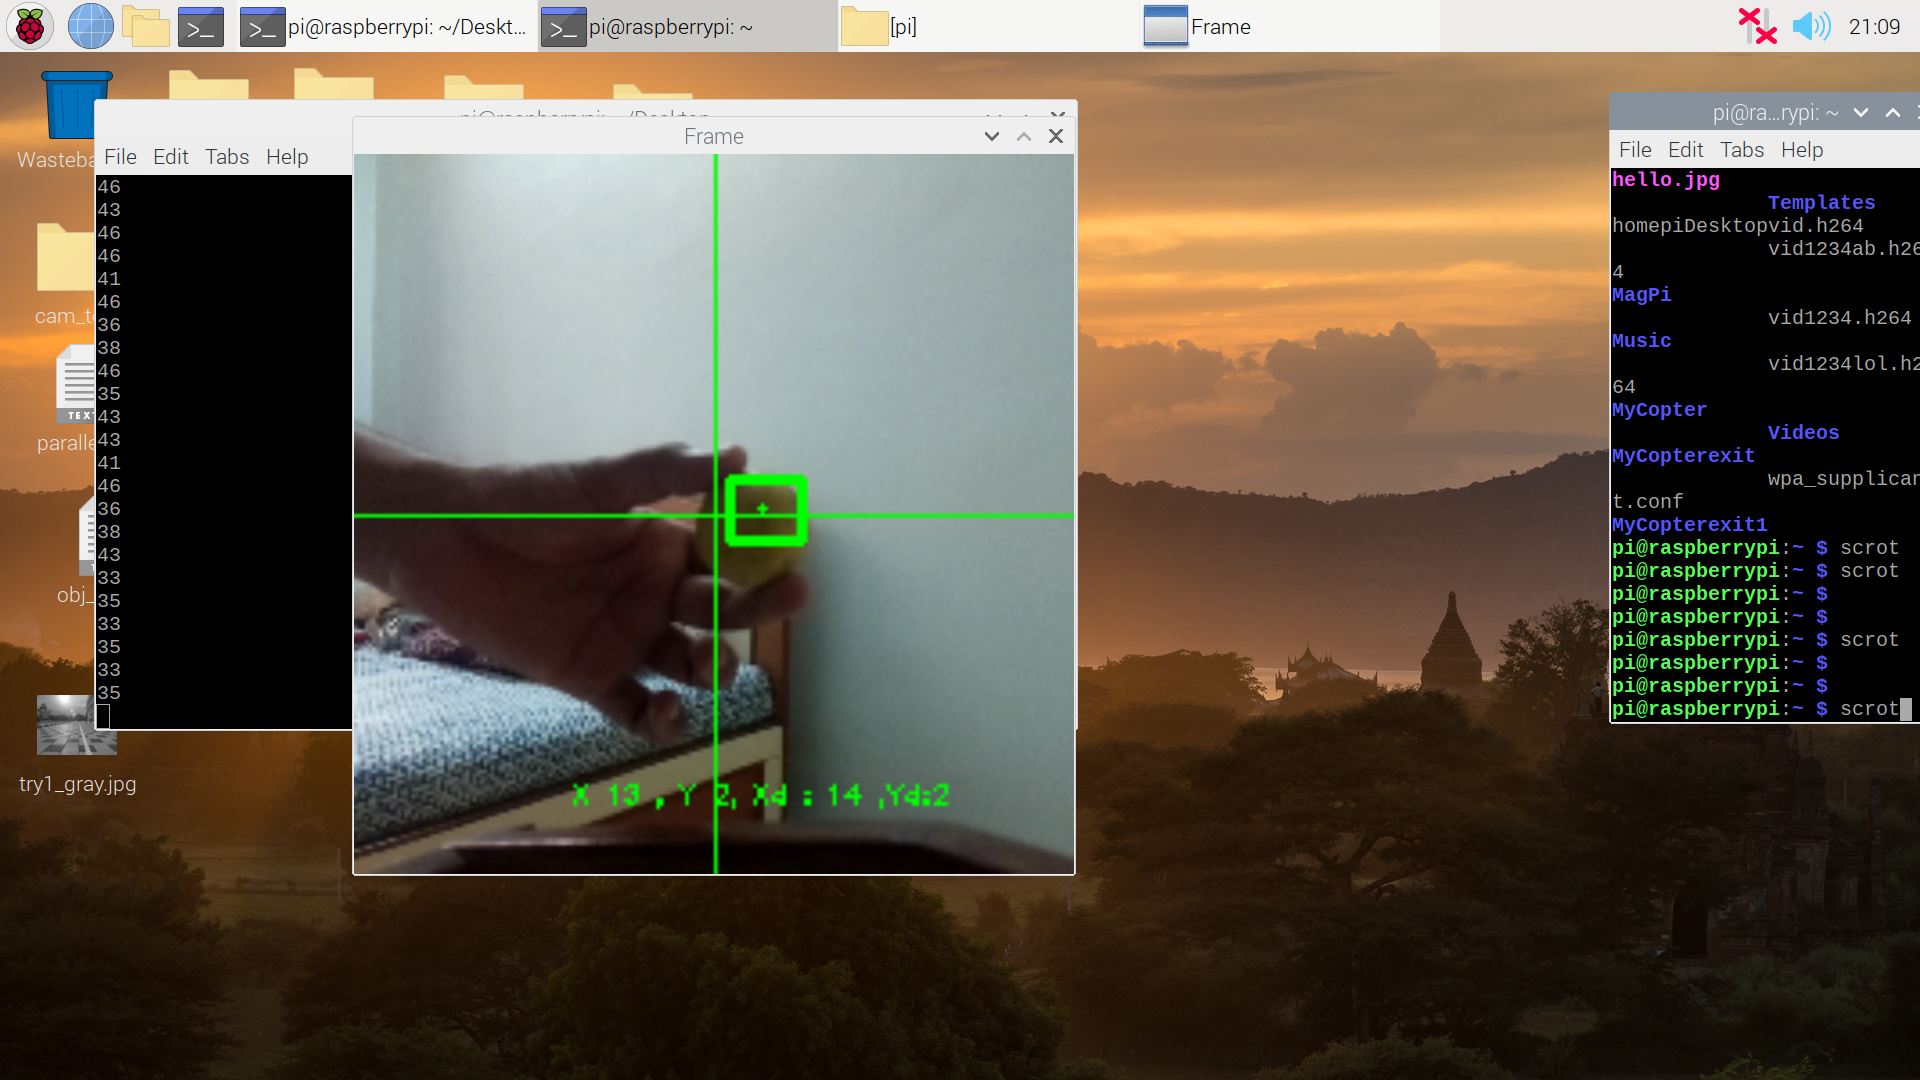 pi@raspberrypi: ~/Deskt...
pi@raspberrypi: ~
[pi]
Frame
21:09
Wasteba
cam_t
TEX
paralle
obj_
try1_gray.jpg
pi@raspberrypi: ~/Desktop
File Edit Tabs Help
46
43
46
46
41
46
36
38
46
35
43
43
41
46
36
38
43
33
35
33
35
33
35
Frame
X 13 , Y 2, Xd : 14 ,Yd:2
pi@ra...rypi: ~
File Edit Tabs Help
hello.jpg
Templates
homepiDesktopvid.h264
vid1234ab.h26
4
MagPi
vid1234.h264
Music
vid1234lol.h2
64
MyCopter
Videos
MyCopterexit
wpa_supplican
t.conf
MyCopterexit1
pi@raspberrypi:~ $ scrot
pi@raspberrypi:~ $ scrot
pi@raspberrypi:~ $
pi@raspberrypi:~ $
pi@raspberrypi:~ $ scrot
pi@raspberrypi:~ $
pi@raspberrypi:~ $
pi@raspberrypi:~ $ scrot